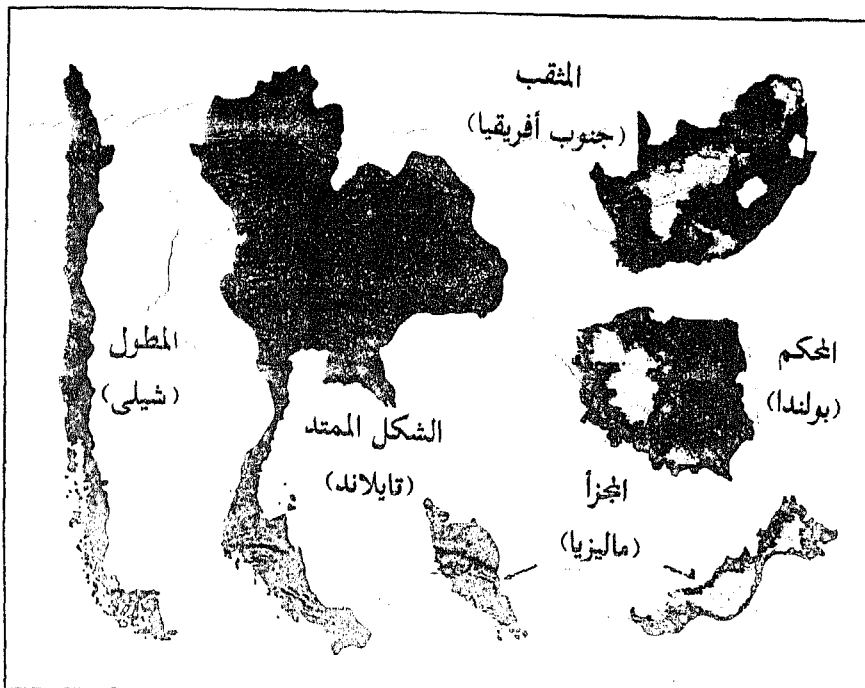 المثقب
(جنوب أفريقيا)
المطول
(شيلى)
المحكم
(بولندا)
الشكل الممتد
(تايلاند)
المجزأ
(ماليزيا)